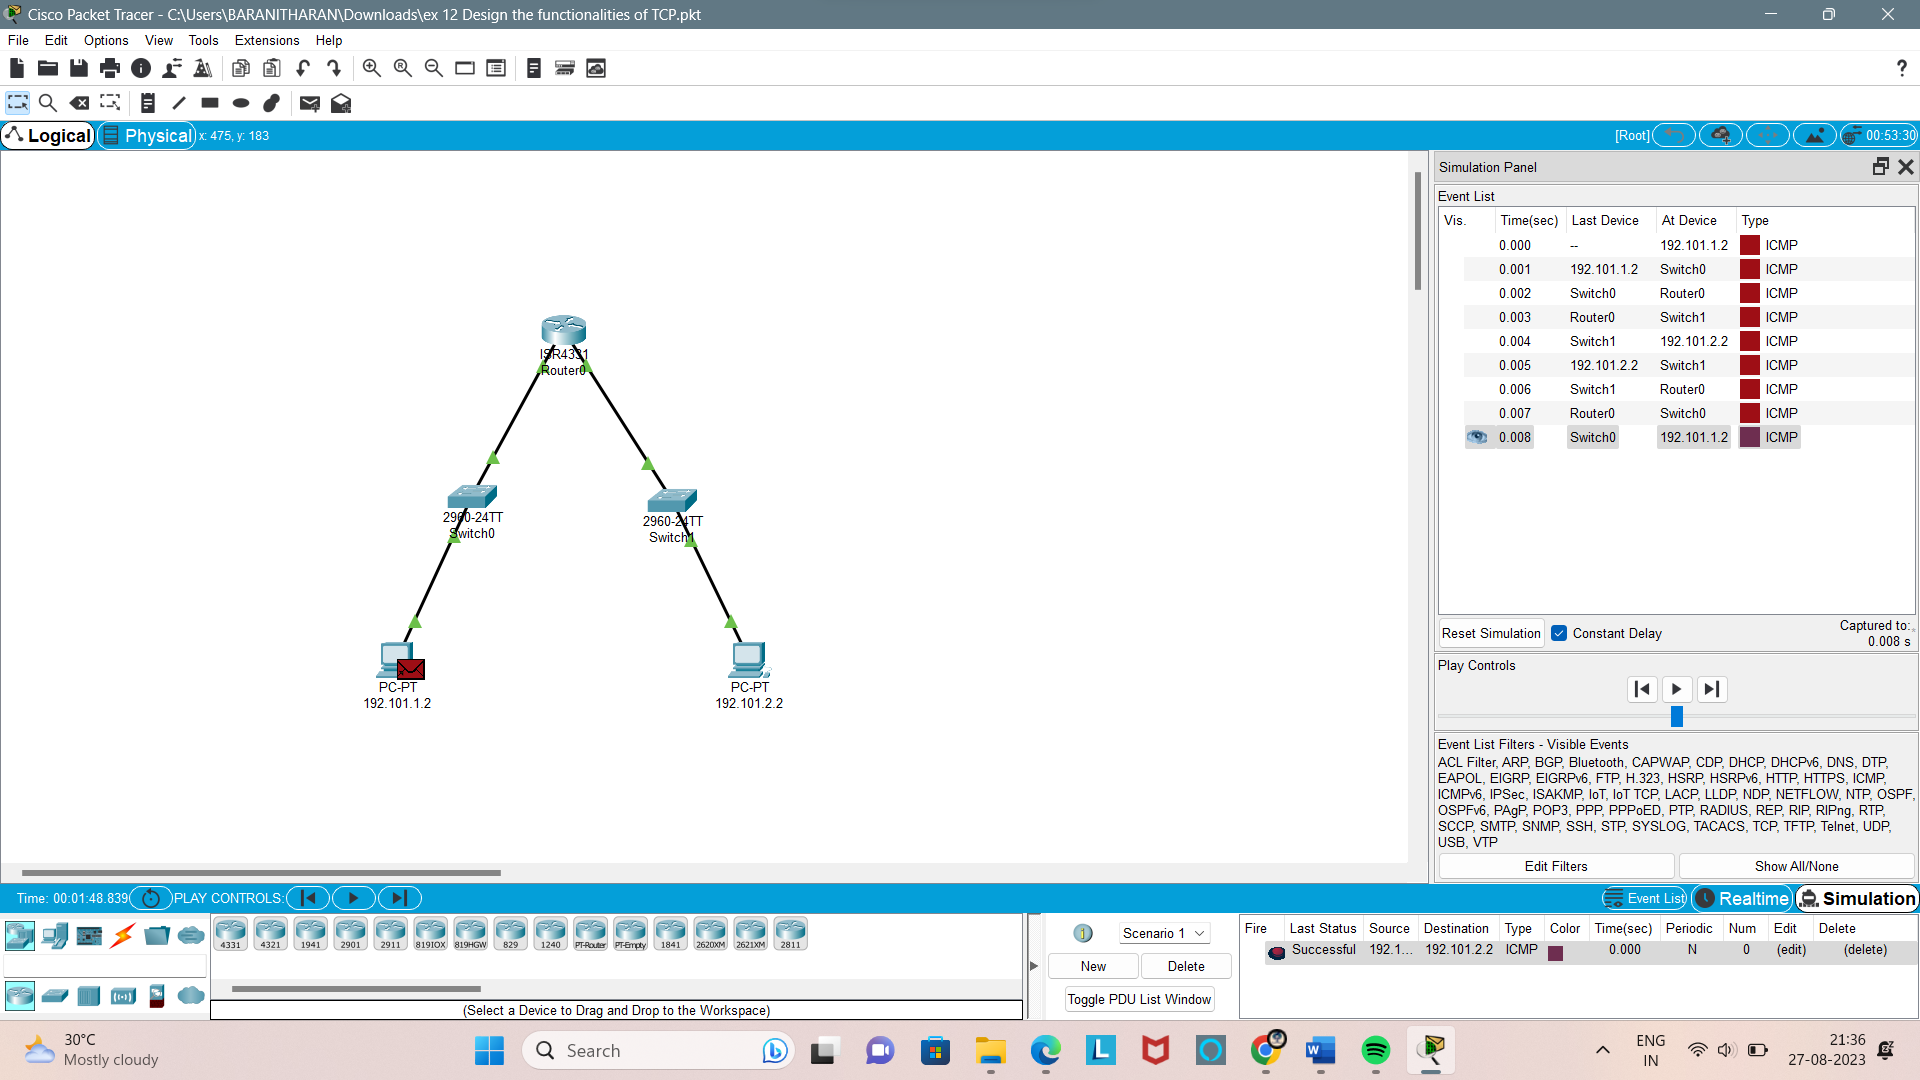 Cisco Packet Tracer - C:\Users\BARANITHARAN\Downloads\ex 12 Design the functionalities of TCP.pkt
File Edit Options View Tools Extensions Help
?
Logical Physical x: 475, y: 183 [Root] 00:53:30
ISR4331
Router0
2960-24TT
Switch0
2960-24TT
Switch1
PC-PT
192.101.1.2
PC-PT
192.101.2.2
Simulation Panel
Event List
Vis. Time(sec) Last Device At Device Type
0.000 -- 192.101.1.2 ICMP
0.001 192.101.1.2 Switch0 ICMP
0.002 Switch0 Router0 ICMP
0.003 Router0 Switch1 ICMP
0.004 Switch1 192.101.2.2 ICMP
0.005 192.101.2.2 Switch1 ICMP
0.006 Switch1 Router0 ICMP
0.007 Router0 Switch0 ICMP
0.008 Switch0 192.101.1.2 ICMP
Reset Simulation Constant Delay
Captured to:
0.008 s
Play Controls
Event List Filters - Visible Events
ACL Filter, ARP, BGP, Bluetooth, CAPWAP, CDP, DHCP, DHCPv6, DNS, DTP,
EAPOL, EIGRP, EIGRPv6, FTP, H.323, HSRP, HSRPv6, HTTP, HTTPS, ICMP,
ICMPv6, IPSec, ISAKMP, IoT, IoT TCP, LACP, LLDP, NDP, NETFLOW, NTP, OSPF,
OSPFv6, PAgP, POP3, PPP, PPPoED, PTP, RADIUS, REP, RIP, RIPng, RTP,
SCCP, SMTP, SNMP, SSH, STP, SYSLOG, TACACS, TCP, TFTP, Telnet, UDP,
USB, VTP
Edit Filters Show All/None
Time: 00:01:48.839 PLAY CONTROLS: Event List Realtime Simulation
4331 4321 1941 2901 2911 819IOX 819HGW 829 1240 PT-Router PT-Empty 1841 2620XM 2621XM 2811
(Select a Device to Drag and Drop to the Workspace)
1 Scenario 1
New Delete
Toggle PDU List Window
Fire Last Status Source Destination Type Color Time(sec) Periodic Num Edit Delete
Successful 192.1... 192.101.2.2 ICMP 0.000 N 0 (edit) (delete)
30°C
Mostly cloudy
Search
ENG
IN
21:36
27-08-2023